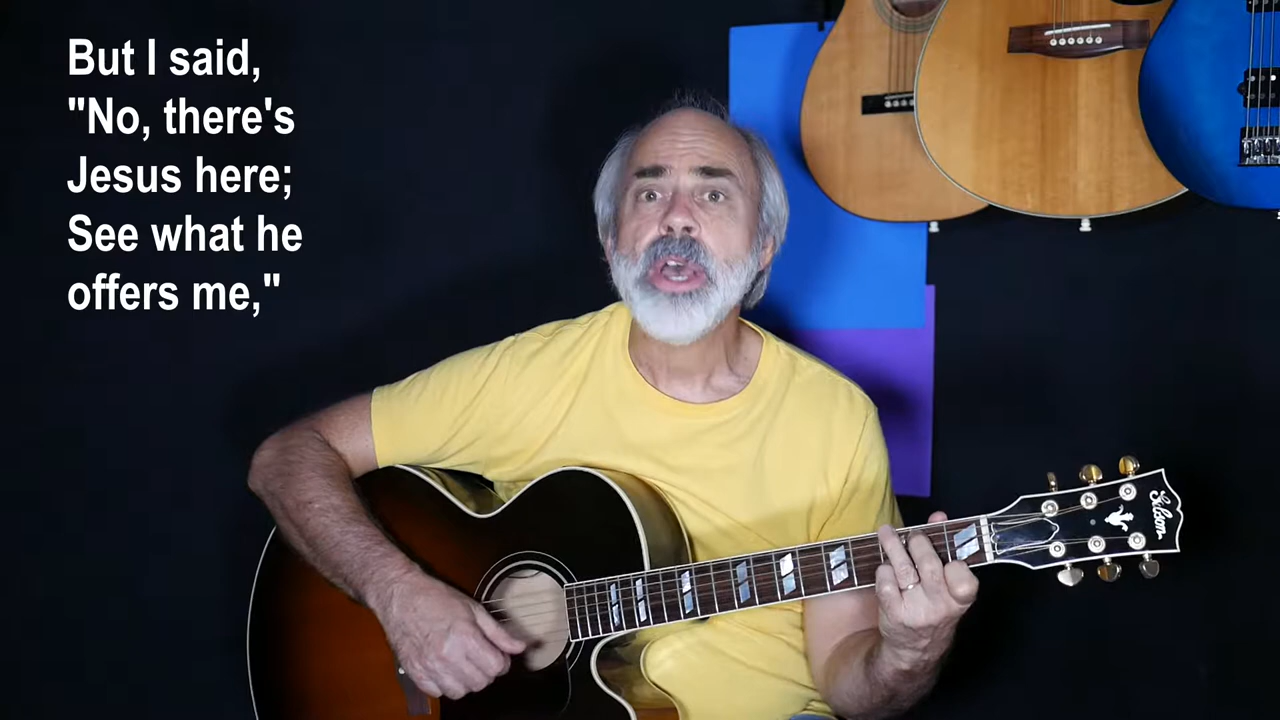 But I said,
"No, there's
Jesus here;
See what he
offers me,"
Gibson